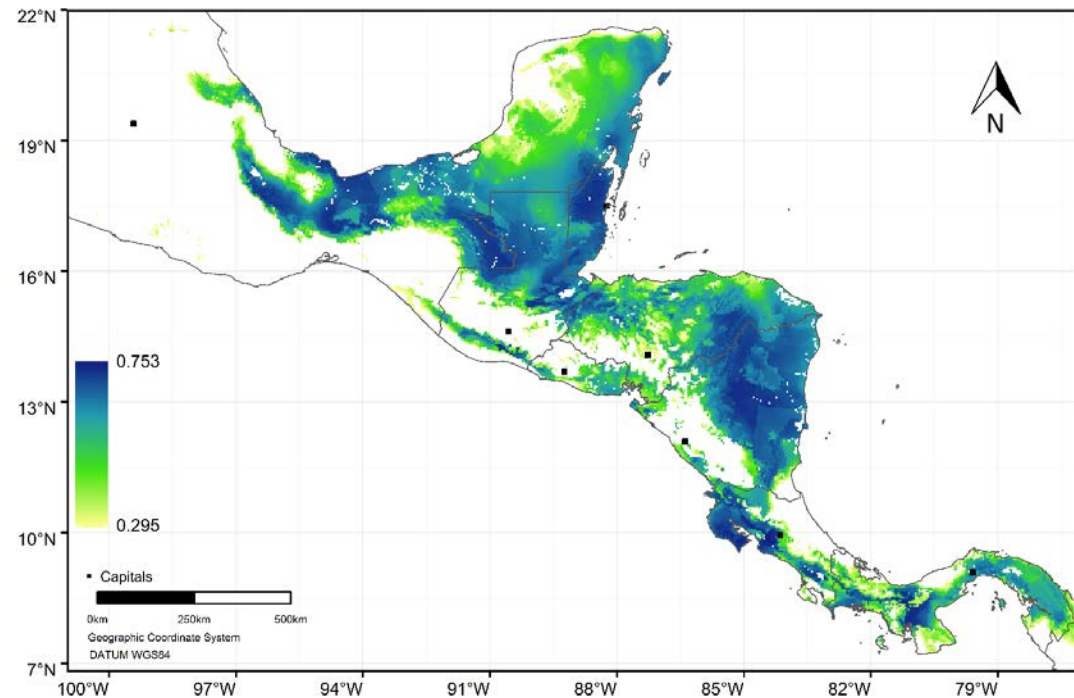 22°N
19°N
16°N
13°N
10°N
7°N
N
0.753
0.295
Capitals
0km 250km 500km
Geographic Coordinate System
DATUM WGS84
100°W 97°W 94°W 91°W 88°W 85°W 82°W 79°W